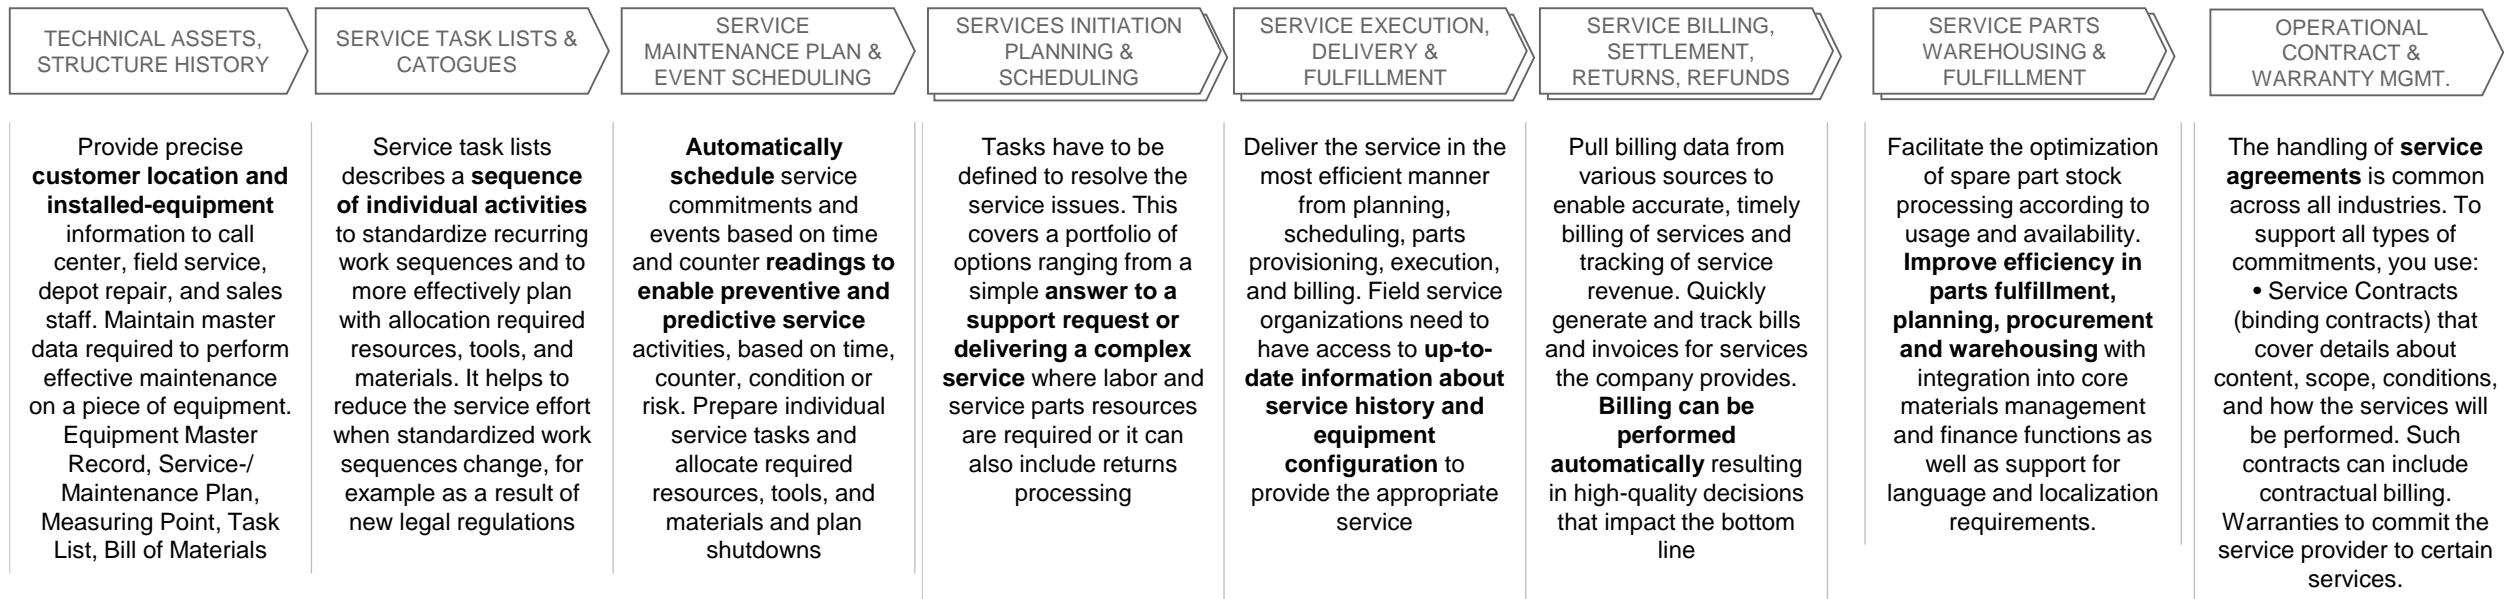 TECHNICAL ASSETS,
STRUCTURE HISTORY
SERVICE TASK LISTS &
CATOGUES
SERVICE
MAINTENANCE PLAN &
EVENT SCHEDULING
SERVICES INITIATION
PLANNING &
SCHEDULING
SERVICE EXECUTION,
DELIVERY &
FULFILLMENT
SERVICE BILLING,
SETTLEMENT,
RETURNS, REFUNDS
SERVICE PARTS
WAREHOUSING &
FULFILLMENT
OPERATIONAL
CONTRACT &
WARRANTY MGMT.
Provide precise
customer location and
installed-equipment
information to call
center, field service,
depot repair, and sales
staff. Maintain master
data required to perform
effective maintenance
on a piece of equipment.
Equipment Master
Record, Service-/
Maintenance Plan,
Measuring Point, Task
List, Bill of Materials
Service task lists
describes a sequence
of individual activities
to standardize recurring
work sequences and to
more effectively plan
with allocation required
resources, tools, and
materials. It helps to
reduce the service effort
when standardized work
sequences change, for
example as a result of
new legal regulations
Automatically
schedule service
commitments and
events based on time
and counter readings to
enable preventive and
predictive service
activities, based on time,
counter, condition or
risk. Prepare individual
service tasks and
allocate required
resources, tools, and
materials and plan
shutdowns
Tasks have to be
defined to resolve the
service issues. This
covers a portfolio of
options ranging from a
simple answer to a
support request or
delivering a complex
service where labor and
service parts resources
are required or it can
also include returns
processing
Deliver the service in the
most efficient manner
from planning,
scheduling, parts
provisioning, execution,
and billing. Field service
organizations need to
have access to up-to-
date information about
service history and
equipment
configuration to
provide the appropriate
service
Pull billing data from
various sources to
enable accurate, timely
billing of services and
tracking of service
revenue. Quickly
generate and track bills
and invoices for services
the company provides.
Billing can be
performed
automatically resulting
in high-quality decisions
that impact the bottom
line
Facilitate the optimization
of spare part stock
processing according to
usage and availability.
Improve efficiency in
parts fulfillment,
planning, procurement
and warehousing with
integration into core
materials management
and finance functions as
well as support for
language and localization
requirements.
The handling of service
agreements is common
across all industries. To
support all types of
commitments, you use:
• Service Contracts
(binding contracts) that
cover details about
content, scope, conditions,
and how the services will
be performed. Such
contracts can include
contractual billing.
Warranties to commit the
service provider to certain
services.